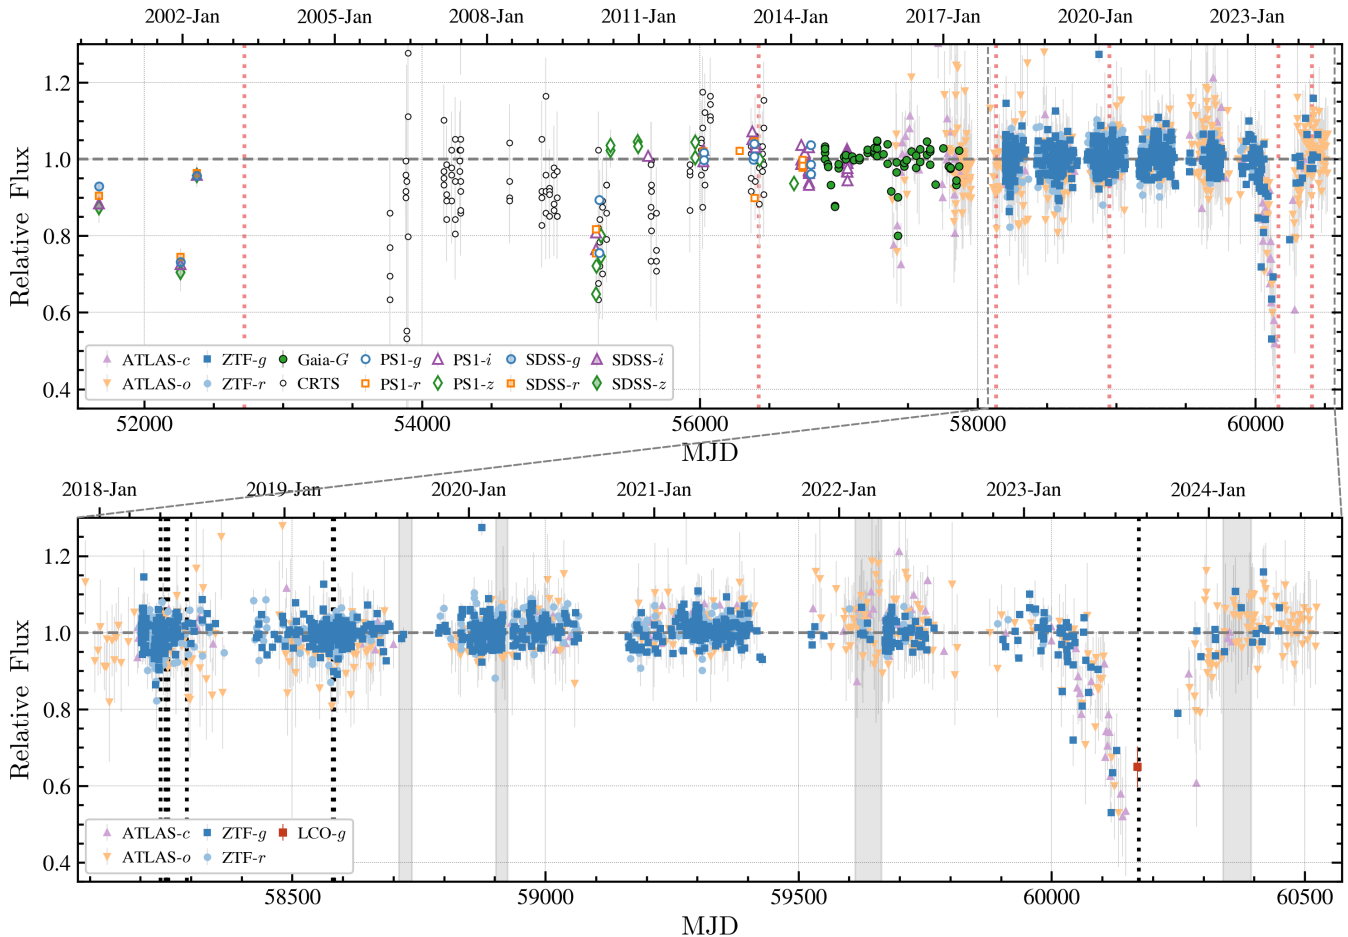 2002-Jan 2005-Jan 2008-Jan 2011-Jan 2014-Jan 2017-Jan 2020-Jan 2023-Jan
1.2
1.0
0.8
0.6
0.4
Relative Flux
ATLAS-c ZTF-g Gaia-G PS1-g PS1-i SDSS-g SDSS-i
ATLAS-o ZTF-r CRTS PS1-r PS1-z SDSS-r SDSS-z
52000 54000 56000 58000 60000
MJD
2018-Jan 2019-Jan 2020-Jan 2021-Jan 2022-Jan 2023-Jan 2024-Jan
1.2
1.0
0.8
0.6
0.4
Relative Flux
ATLAS-c ZTF-g LCO-g
ATLAS-o ZTF-r
58500 59000 59500 60000 60500
MJD